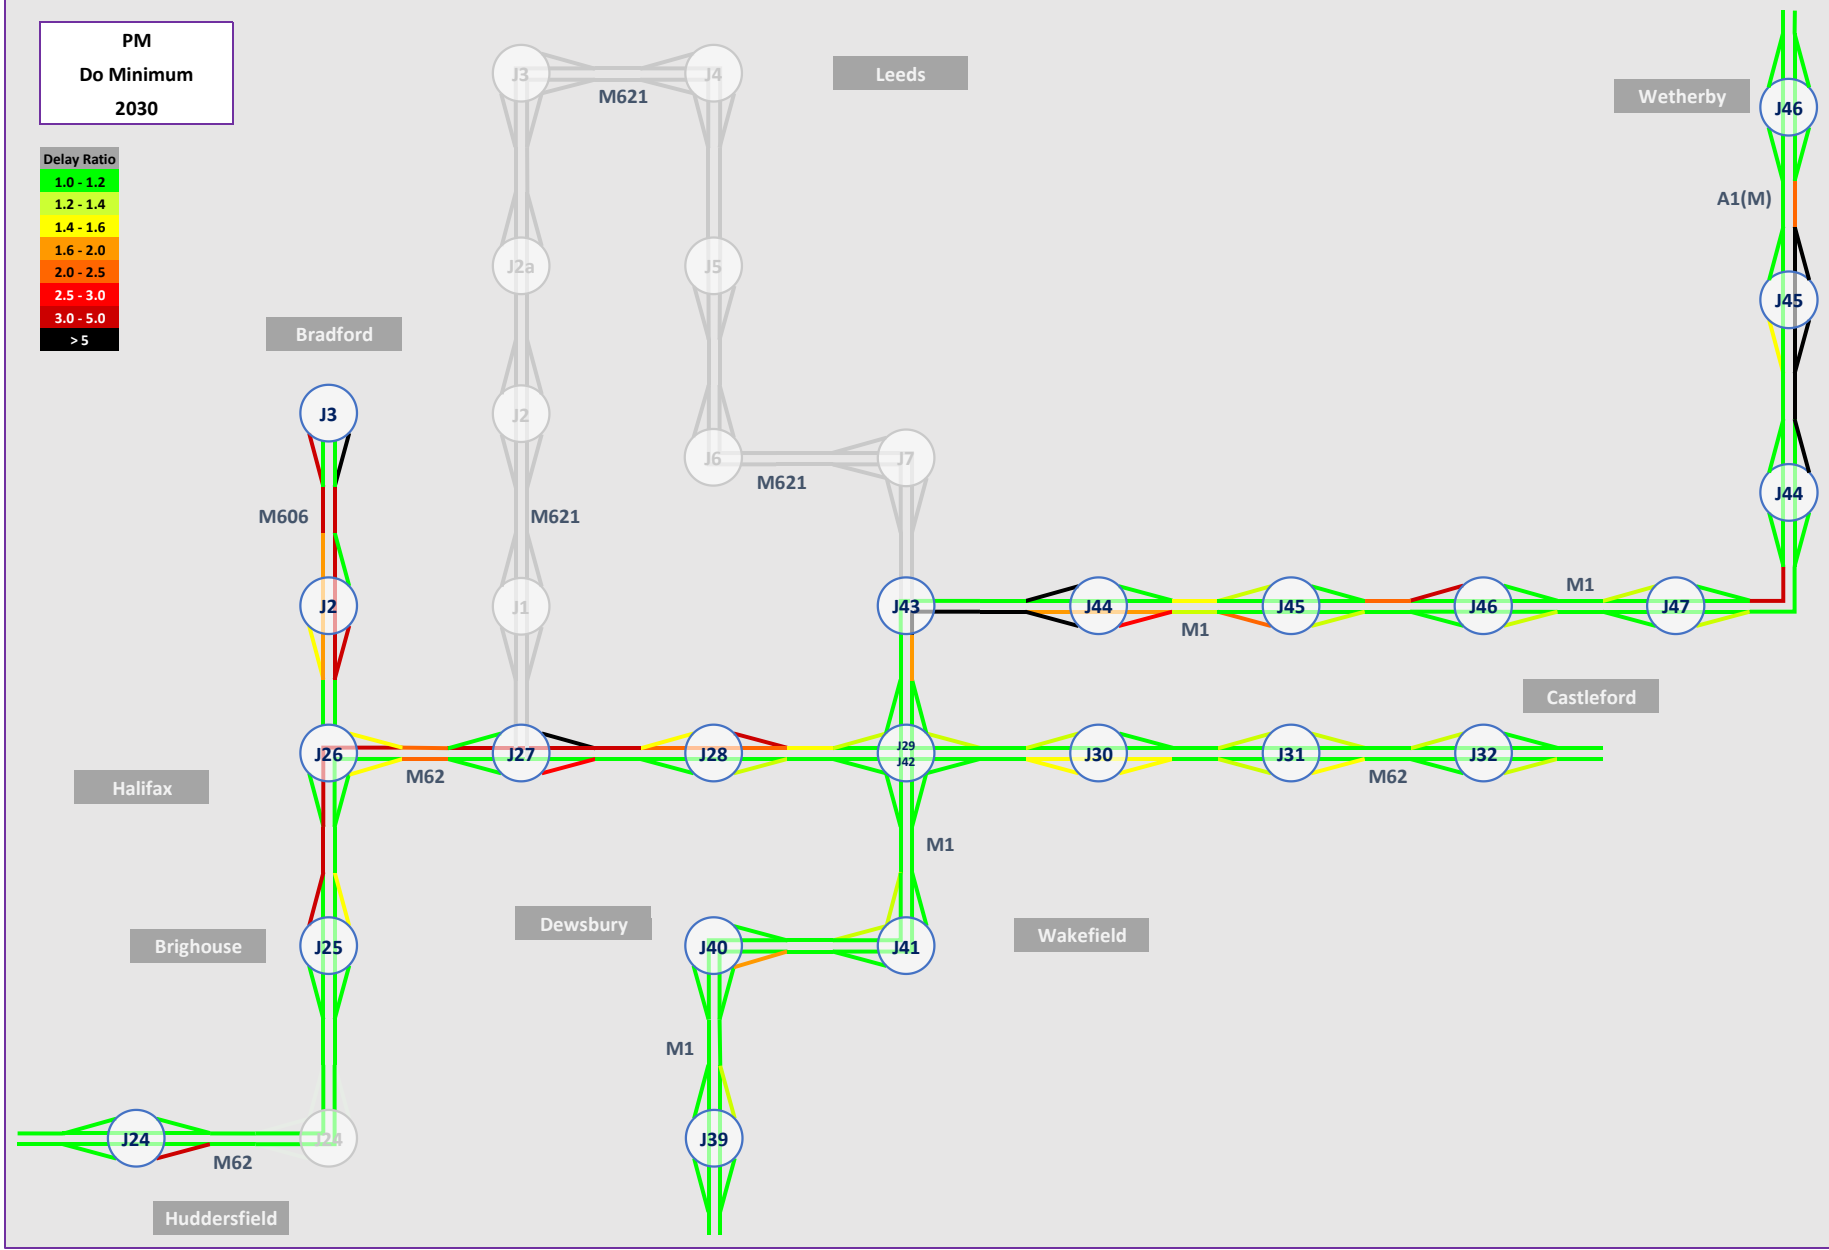 PM
Do Minimum
2030
Delay Ratio
1.0 - 1.2
1.2 - 1.4
1.4 - 1.6
1.6 - 2.0
2.0 - 2.5
2.5 - 3.0
3.0 - 5.0
> 5
J3
M621
J4
Leeds
Wetherby
J46
A1(M)
J2a
J5
J45
Bradford
J3
J2
J6
M621
J7
J44
M606
M621
J2
J1
J43
J44
M1
J45
J46
M1
J47
Castleford
J26
M62
J27
J28
J29
J42
J30
J31
M62
J32
Halifax
M1
Brighouse
J25
Dewsbury
J40
J41
Wakefield
M1
J24
M62
J24
J39
Huddersfield